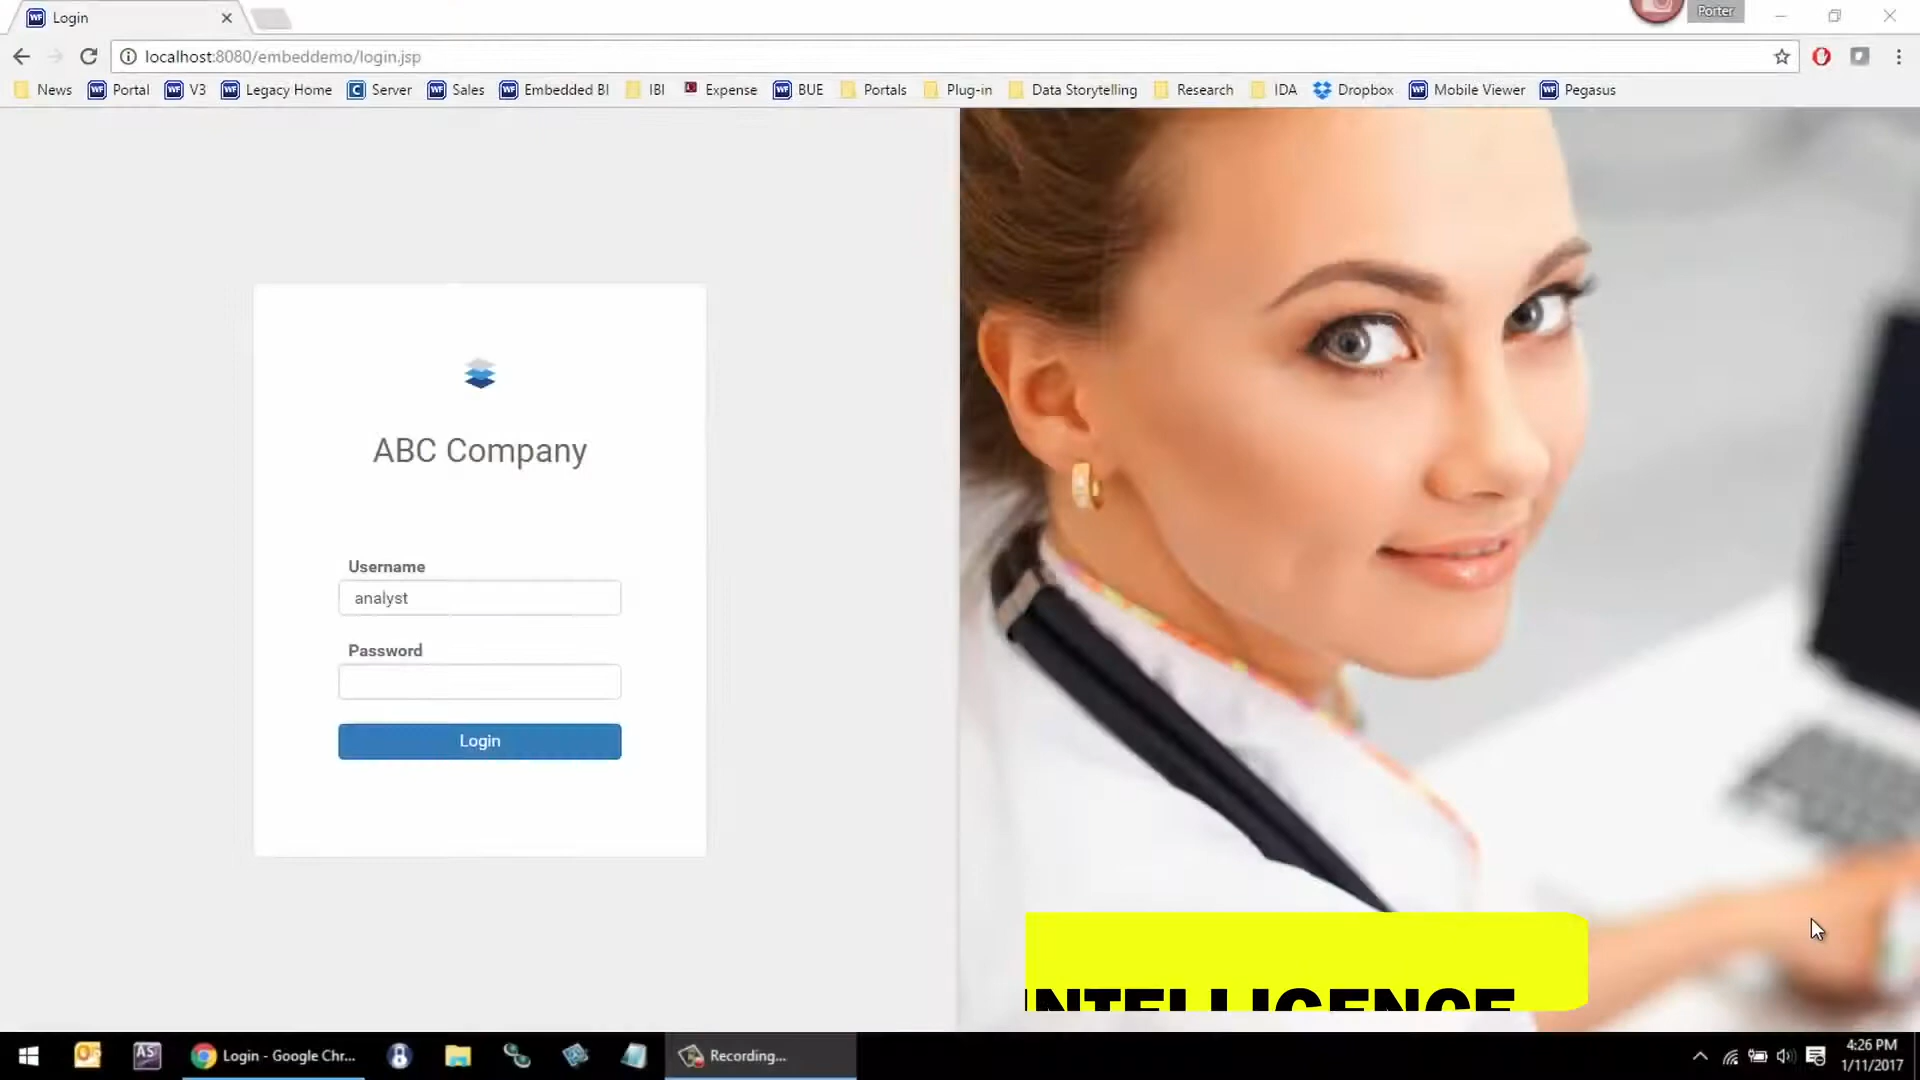 Login
Porter
localhost:8080/embeddemo/login.jsp
News Portal V3 Legacy Home Server Sales Embedded BI IBI Expense BUE Portals Plug-in Data Storytelling Research IDA Dropbox Mobile Viewer Pegasus
ABC Company
Username
analyst
Password
Login
INTELLIGENCE
Login - Google Chr...
Recording...
4:26 PM
1/11/2017